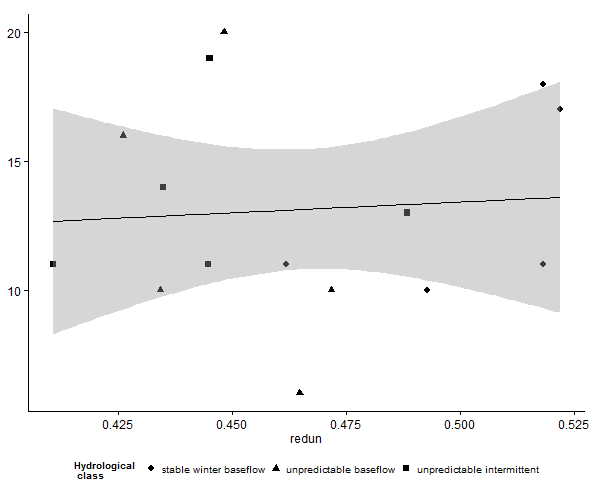 20
15
10
0.425 0.450 0.475 0.500 0.525
redun
Hydrological
class
stable winter baseflow unpredictable baseflow unpredictable intermittent